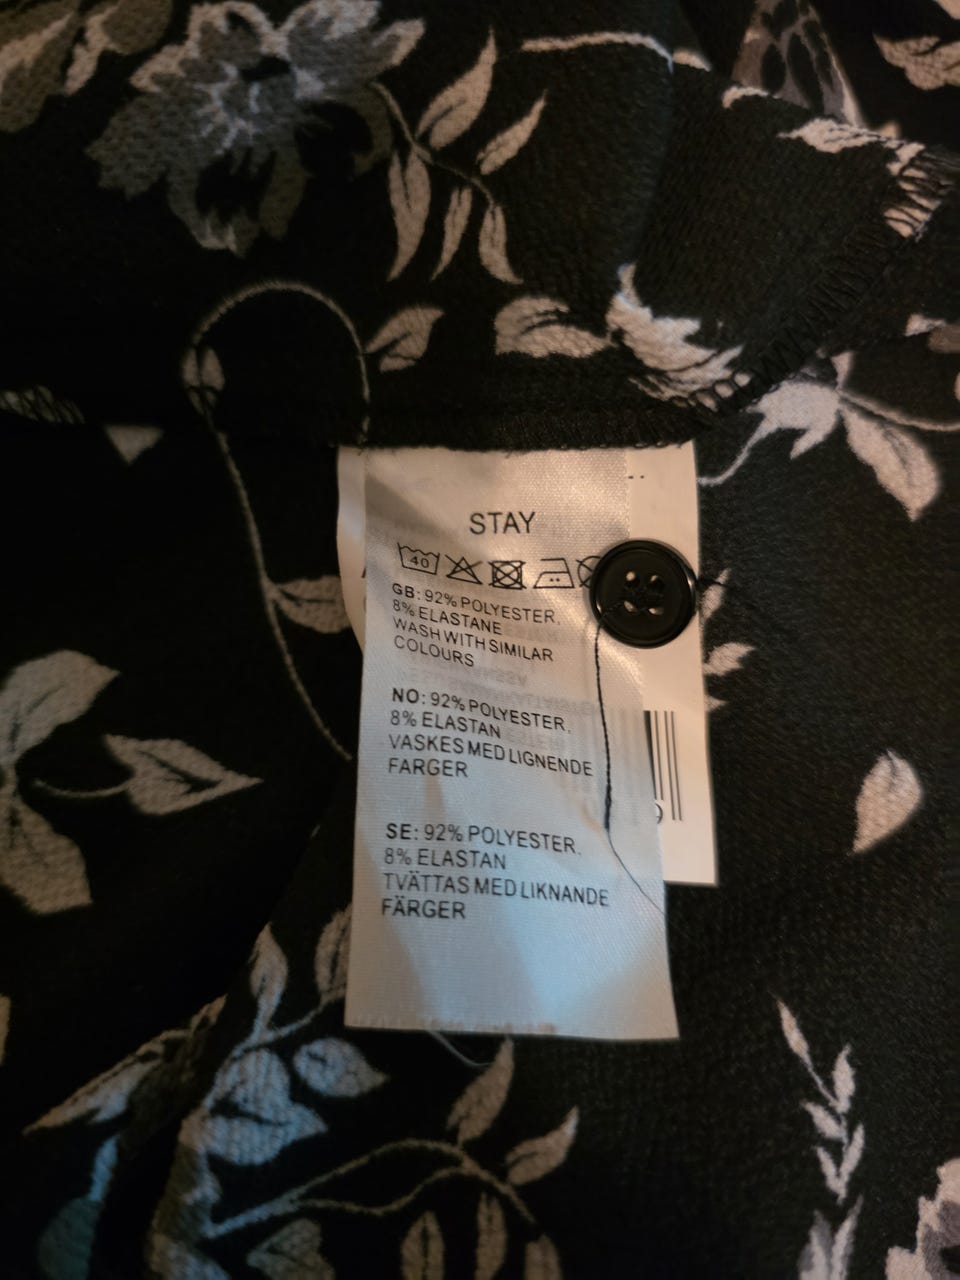 STAY
40
GB: 92% POLYESTER,
8% ELASTANE
WASH WITH SIMILAR
COLOURS
NO: 92% POLYESTER,
8% ELASTAN
VASKES MED LIGNENDE
FARGER
SE: 92% POLYESTER.
8% ELASTAN
TVÄTTAS MED LIKNANDE
FÄRGER